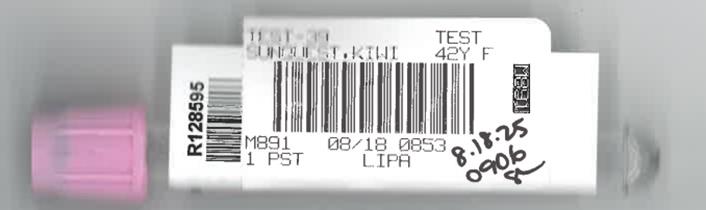 TEST-39 TEST
SUNQUEST,KIWI 42Y F
R128595
M891 08/18 0853
1 PST LIPA
8.18.25
0906